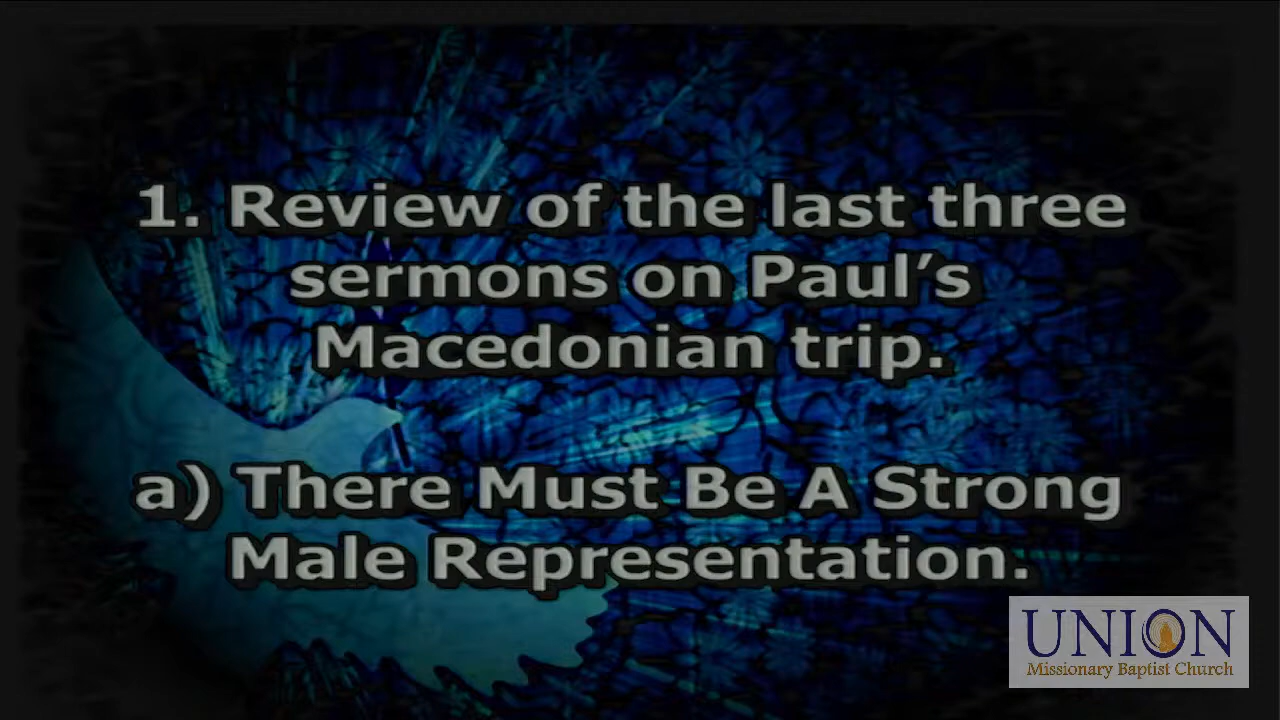 1. Review of the last three
sermons on Paul’s
Macedonian trip.
a) There Must Be A Strong
Male Representation.
UNION
Missionary Baptist Church